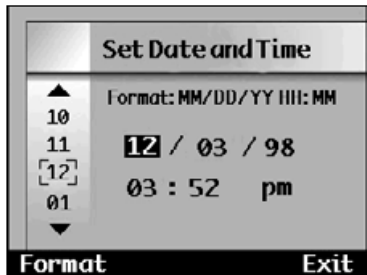 Set Date and Time
Format: MM/DD/YY HH:MM
10
11
12
01
12 / 03 / 98
03 : 52 pm
Format Exit